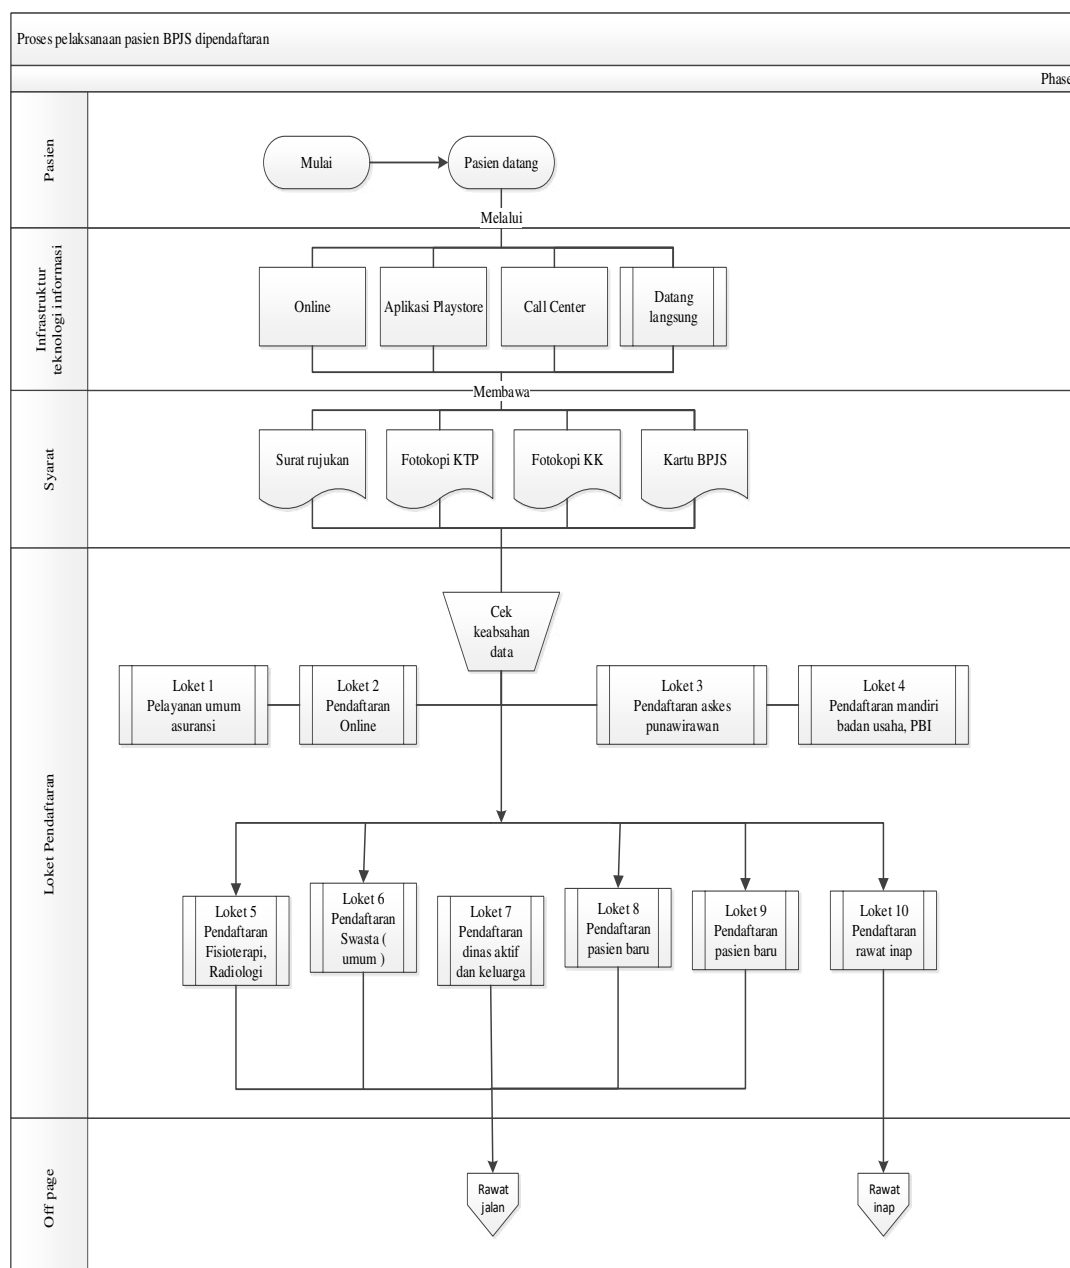 Proses pelaksanaan pasien BPJS dipendaftaran
Phase
Pasien
Mulai
Pasien datang
Melalui
Infrastruktur
teknologi informasi
Online
Aplikasi Playstore
Call Center
Datang
langsung
Membawa
Syarat
Surat rujukan
Fotokopi KTP
Fotokopi KK
Kartu BPJS
Loket Pendaftaran
Cek
keabsahan
data
Loket 1
Pelayanan umum
asuransi
Loket 2
Pendaftaran
Online
Loket 3
Pendaftaran askes
punawirawan
Loket 4
Pendaftaran mandiri
badan usaha, PBI
Loket 5
Pendaftaran
Fisioterapi,
Radiologi
Loket 6
Pendaftaran
Swasta (
umum )
Loket 7
Pendaftaran
dinas aktif
dan keluarga
Loket 8
Pendaftaran
pasien baru
Loket 9
Pendaftaran
pasien baru
Loket 10
Pendaftaran
rawat inap
Off page
Rawat
jalan
Rawat
inap